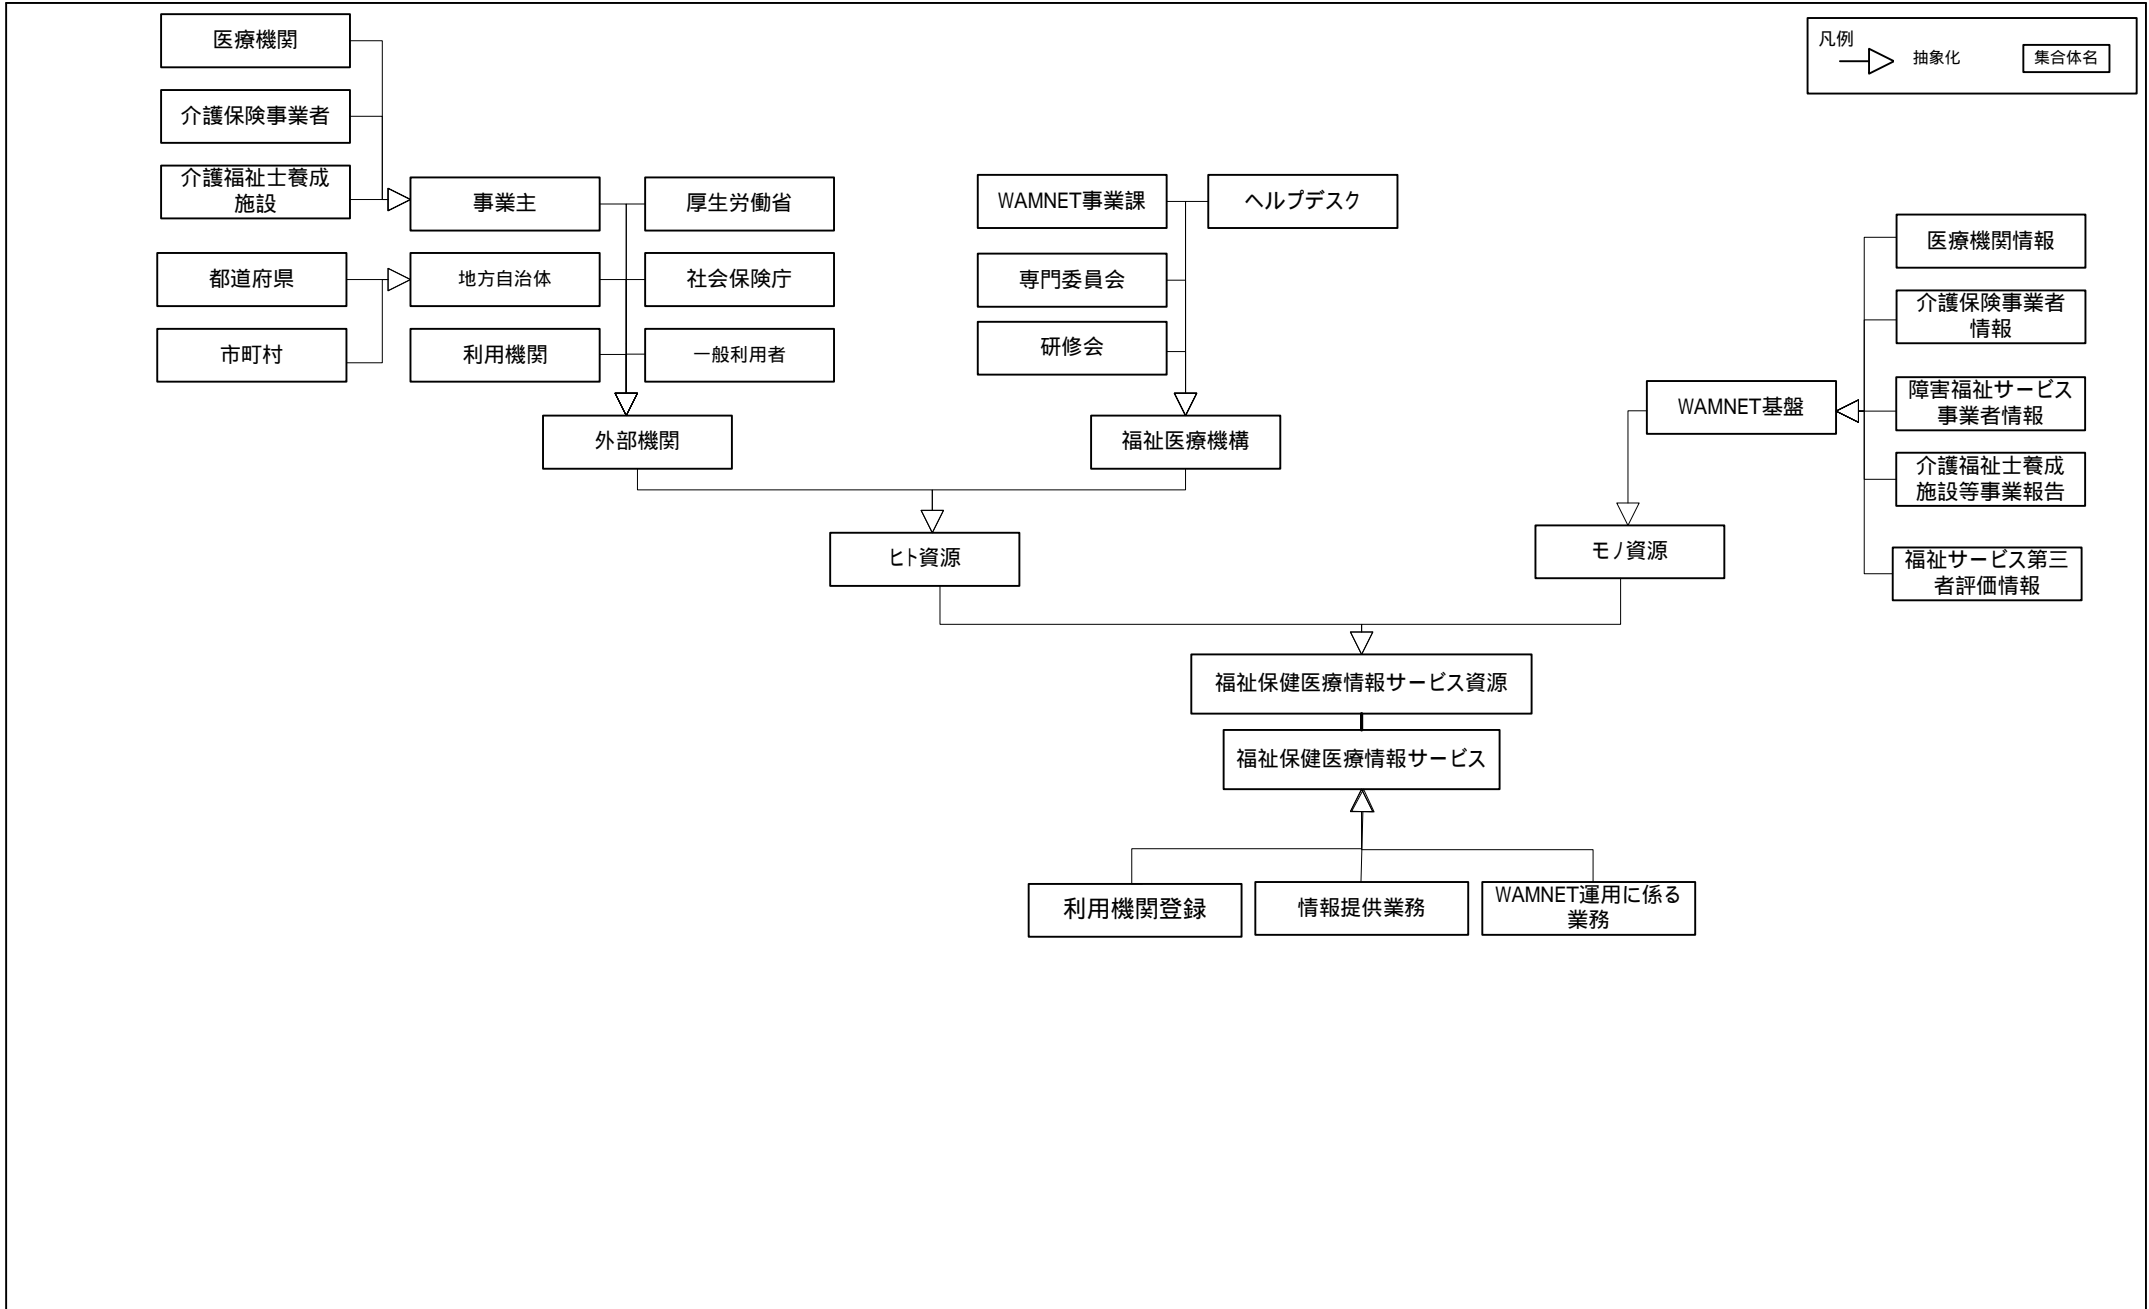 医療機関
凡例
抽象化
集合体名
介護保険事業者
介護福祉士養成
施設
事業主
厚生労働省
WAMNET事業課
ヘルプデスク
都道府県
地方自治体
社会保険庁
専門委員会
市町村
利用機関
一般利用者
研修会
外部機関
福祉医療機構
医療機関情報
介護保険事業者
情報
WAMNET基盤
障害福祉サービス
事業者情報
介護福祉士養成
施設等事業報告
福祉サービス第三
者評価情報
ヒト資源
モノ資源
福祉保健医療情報サービス資源
福祉保健医療情報サービス
利用機関登録
情報提供業務
WAMNET運用に係る
業務